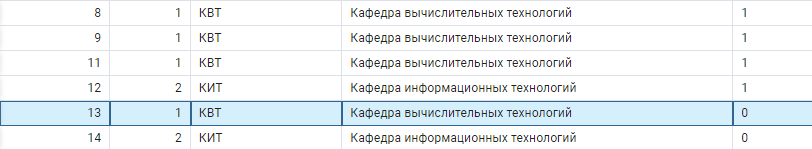 8 1 КВТ Кафедра вычислительных технологий 1
9 1 КВТ Кафедра вычислительных технологий 1
11 1 КВТ Кафедра вычислительных технологий 1
12 2 КИТ Кафедра информационных технологий 1
13 1 КВТ Кафедра вычислительных технологий 0
14 2 КИТ Кафедра информационных технологий 0